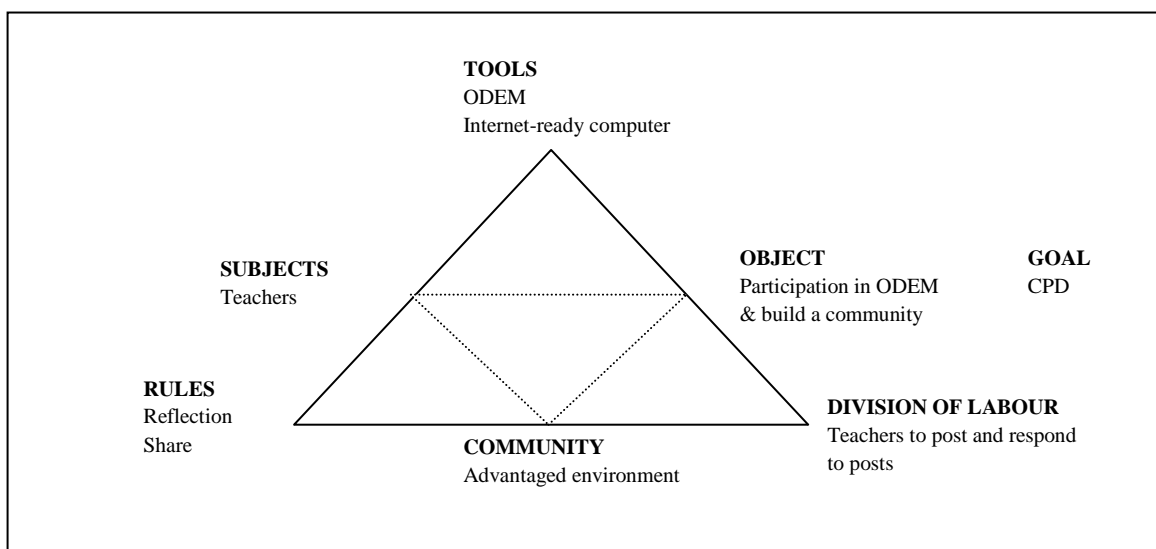 TOOLS
ODEM
Internet-ready computer
SUBJECTS
Teachers
OBJECT
Participation in ODEM
& build a community
GOAL
CPD
RULES
Reflection
Share
COMMUNITY
Advantaged environment
DIVISION OF LABOUR
Teachers to post and respond
to posts